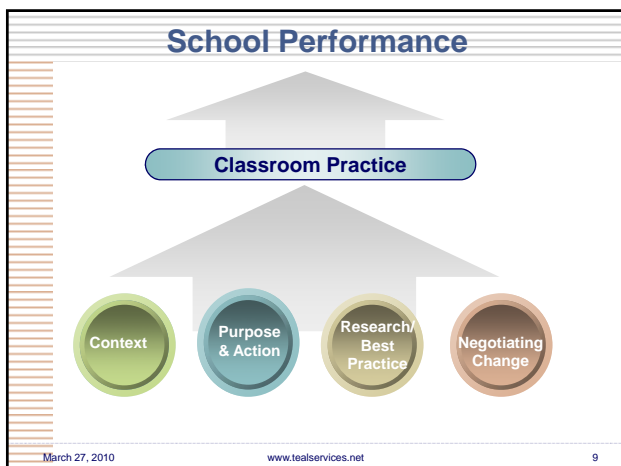 School Performance
Classroom Practice
Context
Purpose
& Action
Research/
Best
Practice
Negotiating
Change
March 27, 2010
www.tealservices.net
9